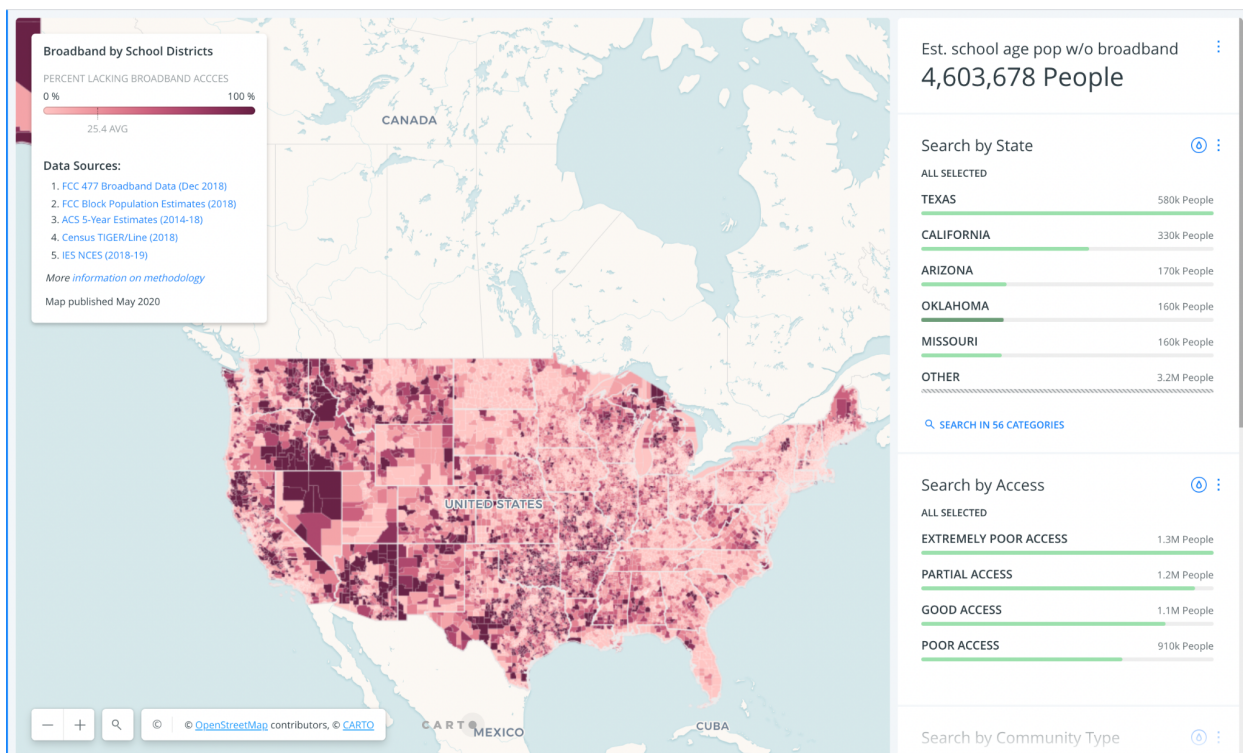 Broadband by School Districts
PERCENT LACKING BROADBAND ACCCES
0 % 100 %
25.4 AVG
Data Sources:
1. FCC 477 Broadband Data (Dec 2018)
2. FCC Block Population Estimates (2018)
3. ACS 5-Year Estimates (2014-18)
4. Census TIGER/Line (2018)
5. IES NCES (2018-19)
More information on methodology
Map published May 2020
CANADA
UNITED STATES
MEXICO
CUBA
CARTO
− +
© © OpenStreetMap contributors, © CARTO
Est. school age pop w/o broadband
4,603,678 People
Search by State
ALL SELECTED
TEXAS 580k People
CALIFORNIA 330k People
ARIZONA 170k People
OKLAHOMA 160k People
MISSOURI 160k People
OTHER 3.2M People
SEARCH IN 56 CATEGORIES
Search by Access
ALL SELECTED
EXTREMELY POOR ACCESS 1.3M People
PARTIAL ACCESS 1.2M People
GOOD ACCESS 1.1M People
POOR ACCESS 910k People
Search by Community Type